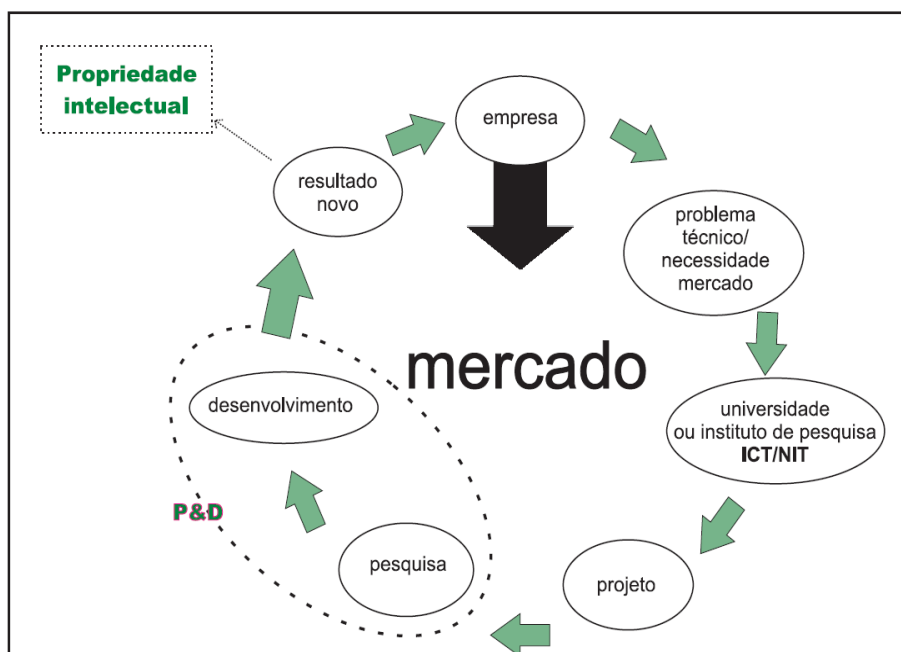 Propriedade
intelectual
empresa
resultado
novo
problema
técnico/
necessidade
mercado
mercado
desenvolvimento
universidade
ou instituto de pesquisa
ICT/NIT
P&D
pesquisa
projeto